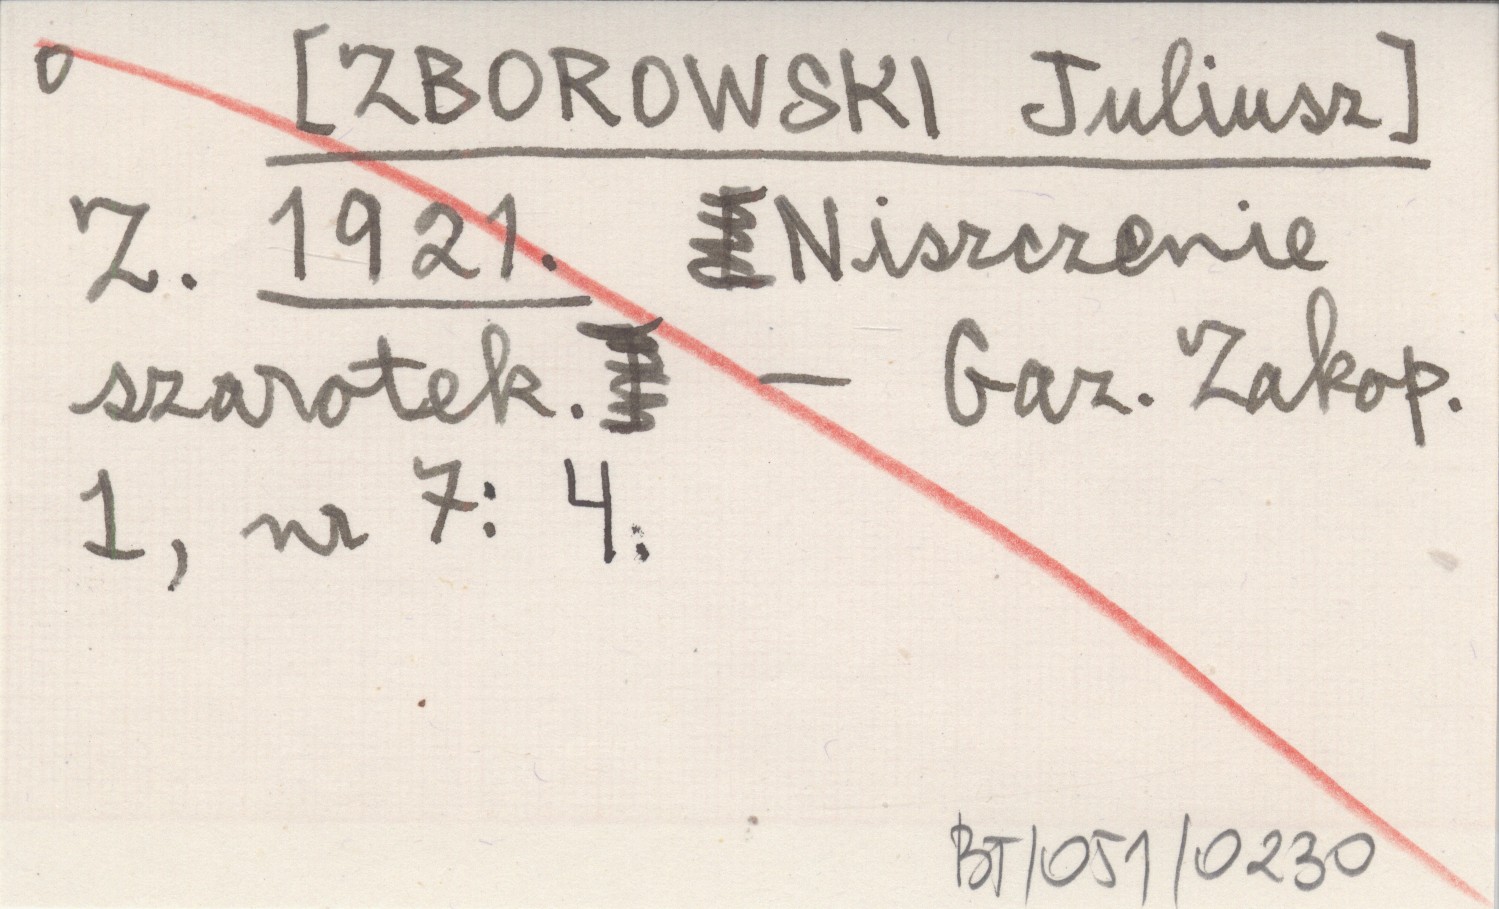 o [ZBOROWSKI Juliusz]
Z. 1921. Niszczenie
szarotek. — Gaz. Zakop.
1, nr 7: 4.
BT/051/0230